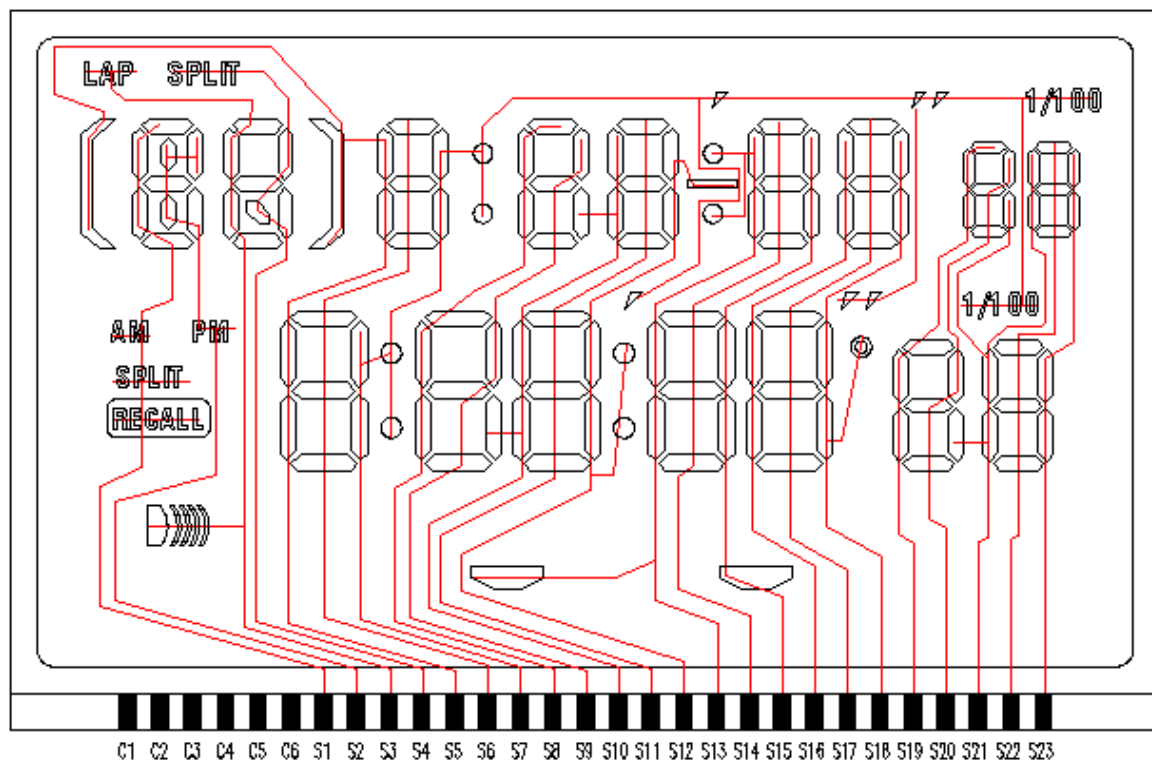 LAP SPLIT 1/100
1/100
AM PM
SPLIT
RECALL
C1 C2 C3 C4 C5 C6 S1 S2 S3 S4 S5 S6 S7 S8 S9 S10 S11 S12 S13 S14 S15 S16 S17 S18 S19 S20 S21 S22 S23